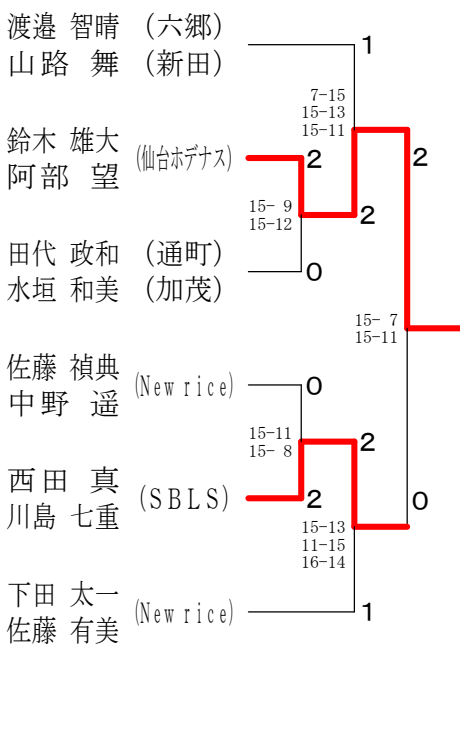 渡邉 智晴 （六郷）
山路 舞 （新田）
1
7-15
15-13
15-11
鈴木 雄大
阿部 望
(仙台ホデナス)
2
2
15- 9
15-12
2
田代 政和 （通町）
水垣 和美 （加茂）
0
15- 7
15-11
佐藤 禎典
中野 遥
(New rice)
0
15-11
15- 8
2
西田 真
川島 七重
(SBLS)
2
0
15-13
11-15
16-14
下田 太一
佐藤 有美
(New rice)
1